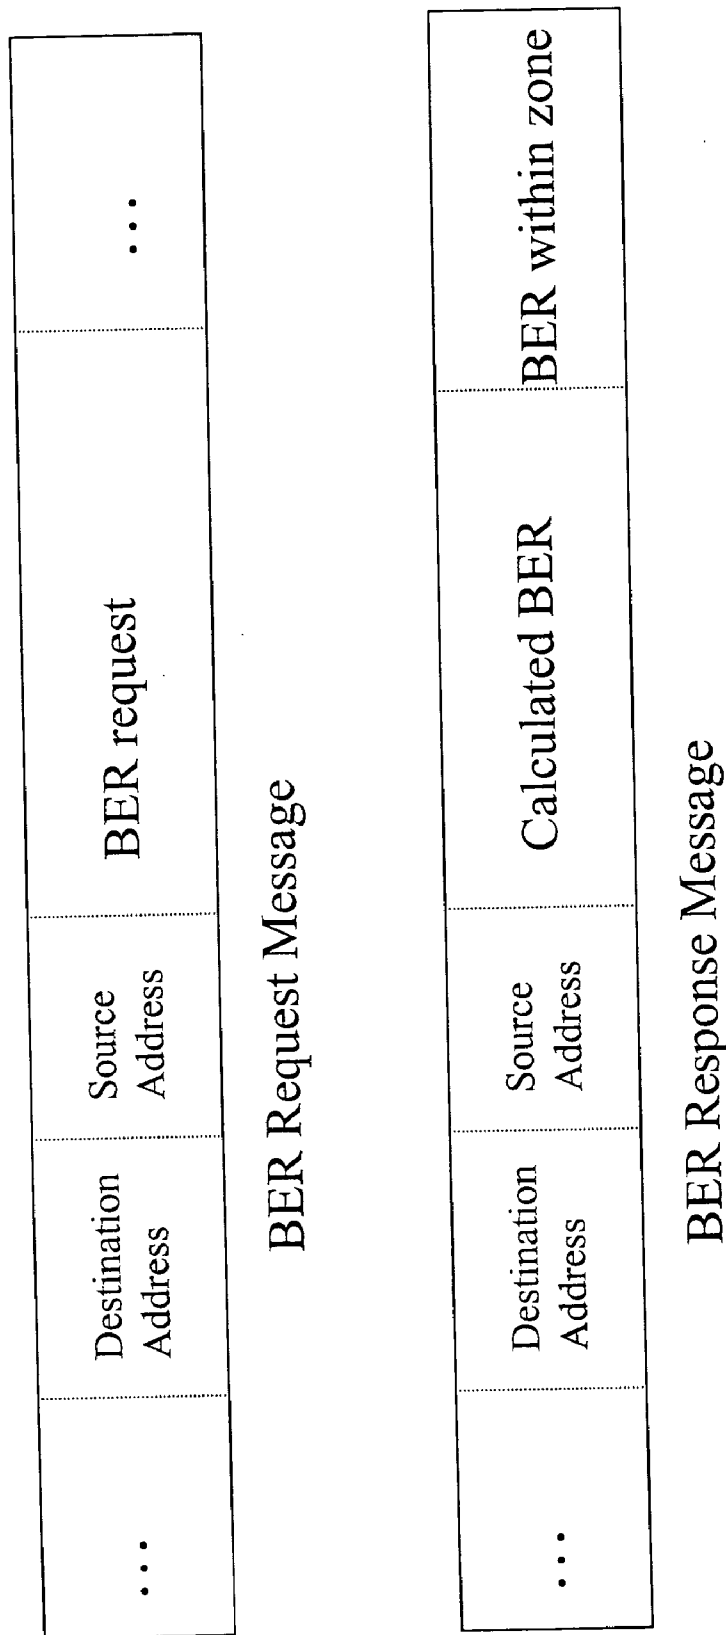 ...
Destination
Address
Source
Address
BER request
...
BER Request Message
...
Destination
Address
Source
Address
Calculated BER
BER within zone
BER Response Message